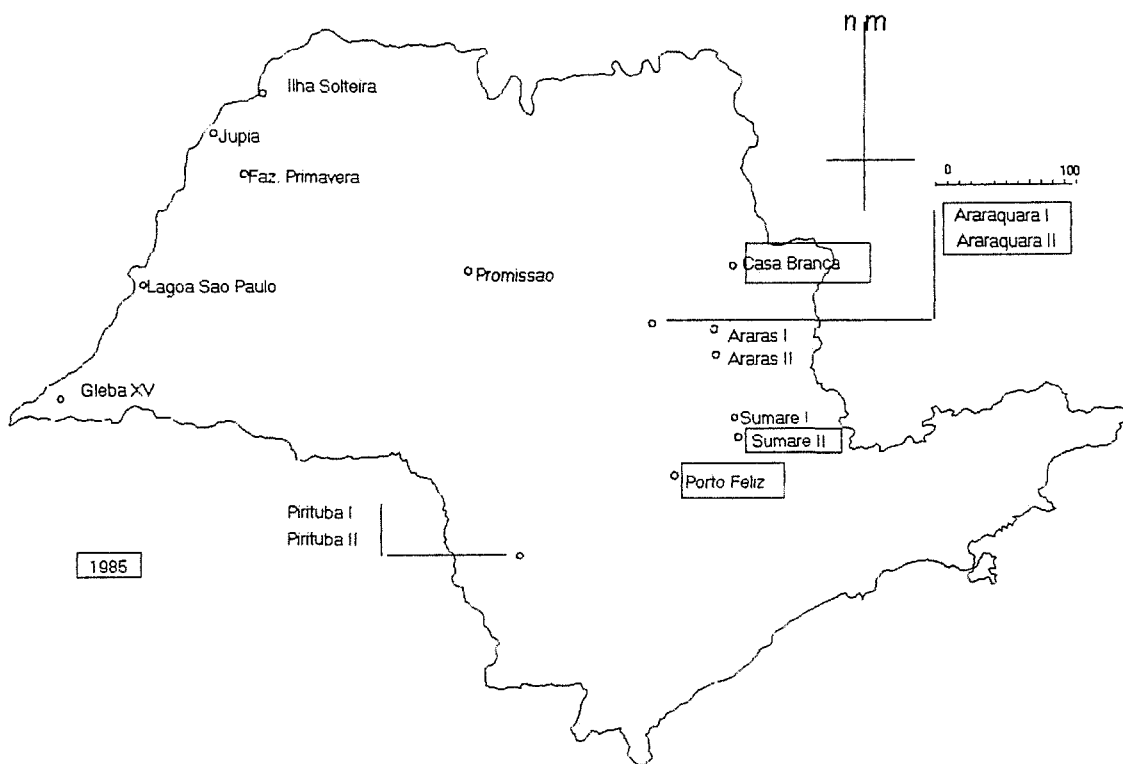 n m
Ilha Solteira
Jupia
Faz. Primavera
0 100
Araraquara I
Araraquara II
Casa Branca
Promissao
Lagoa Sao Paulo
Araras I
Araras II
Gleba XV
Sumare I
Sumare II
Porto Feliz
Pirituba I
Pirituba II
1985